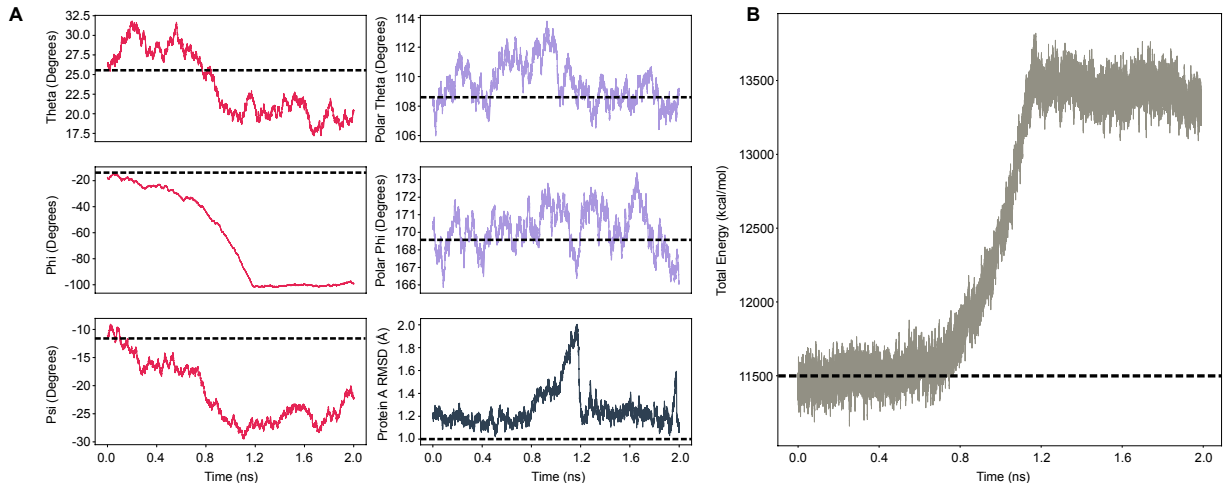 A
B
Theta (Degrees)
32.5
30.0
27.5
25.0
22.5
20.0
17.5
Polar Theta (Degrees)
114
112
110
108
106
Phi (Degrees)
-20
-40
-60
-80
-100
Polar Phi (Degrees)
173
171
170
169
167
166
Psi (Degrees)
-10
-15
-20
-25
-30
0.0 0.4 0.8 1.2 1.6 2.0
Time (ns)
Protein A RMSD (Å)
2.0
1.8
1.6
1.4
1.2
1.0
0.0 0.4 0.8 1.2 1.6 2.0
Time (ns)
Total Energy (kcal/mol)
13500
13000
12500
12000
11500
0.0 0.4 0.8 1.2 1.6 2.0
Time (ns)